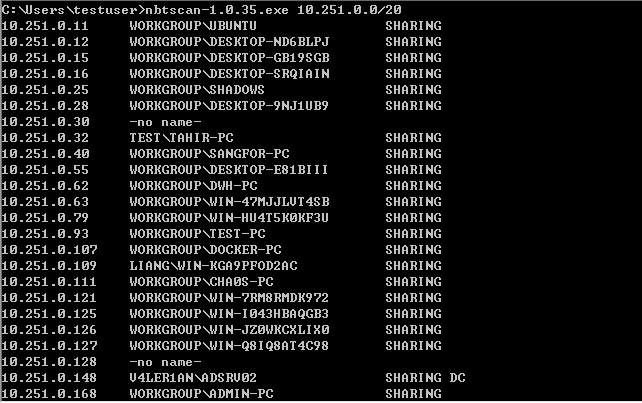 C:\Users\testuser>nbtscan-1.0.35.exe 10.251.0.0/20
10.251.0.11 WORKGROUP\UBUNTU SHARING
10.251.0.12 WORKGROUP\DESKTOP-ND6BLPJ SHARING
10.251.0.15 WORKGROUP\DESKTOP-GB19SGB SHARING
10.251.0.16 WORKGROUP\DESKTOP-SRQIAIN SHARING
10.251.0.25 WORKGROUP\SHADOWS SHARING
10.251.0.28 WORKGROUP\DESKTOP-9NJ1UB9 SHARING
10.251.0.30 -no name-
10.251.0.32 TEST\TAHIR-PC SHARING
10.251.0.40 WORKGROUP\SANGFOR-PC SHARING
10.251.0.55 WORKGROUP\DESKTOP-E81BIII SHARING
10.251.0.62 WORKGROUP\DWH-PC SHARING
10.251.0.63 WORKGROUP\WIN-47MJJLVT4SB SHARING
10.251.0.79 WORKGROUP\WIN-HU4T5K0KF3U SHARING
10.251.0.93 WORKGROUP\TEST-PC SHARING
10.251.0.107 WORKGROUP\DOCKER-PC SHARING
10.251.0.109 LIANG\WIN-KGA9PFOD2AC SHARING
10.251.0.111 WORKGROUP\CHA0S-PC SHARING
10.251.0.121 WORKGROUP\WIN-7RM8RMDK972 SHARING
10.251.0.125 WORKGROUP\WIN-I043HBAQGB3 SHARING
10.251.0.126 WORKGROUP\WIN-JZ0WKCXLIX0 SHARING
10.251.0.127 WORKGROUP\WIN-Q8IQ8AT4C98 SHARING
10.251.0.128 -no name-
10.251.0.148 V4LER1AN\ADSRV02 SHARING DC
10.251.0.168 WORKGROUP\ADMIN-PC SHARING